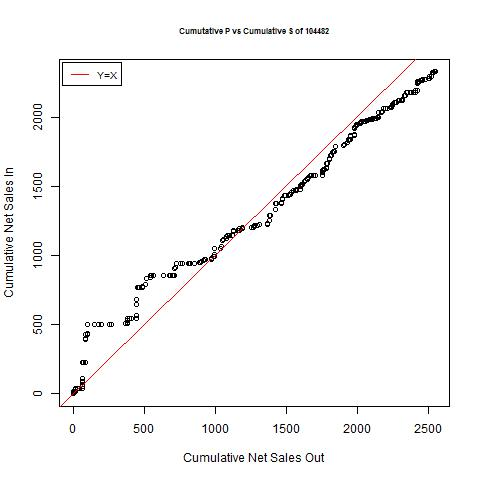 Cumutative P vs Cumulative S of 104482
Y=X
Cumulative Net Sales In
2000
1500
1000
500
0
0 500 1000 1500 2000 2500
Cumulative Net Sales Out